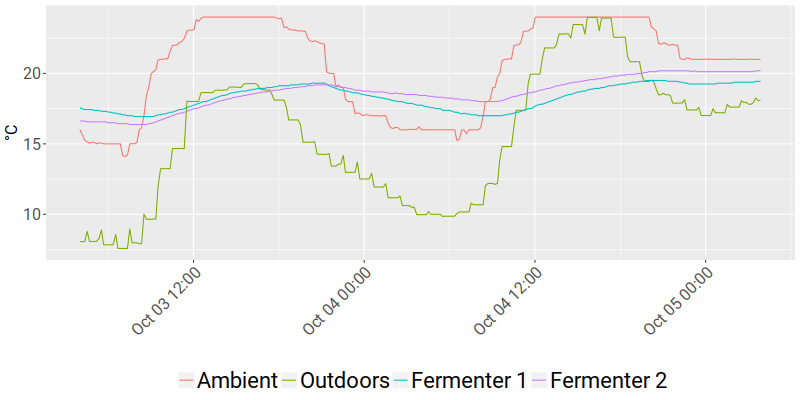 °C
20
15
10
Oct 03 12:00
Oct 04 00:00
Oct 04 12:00
Oct 05 00:00
Ambient Outdoors Fermenter 1 Fermenter 2